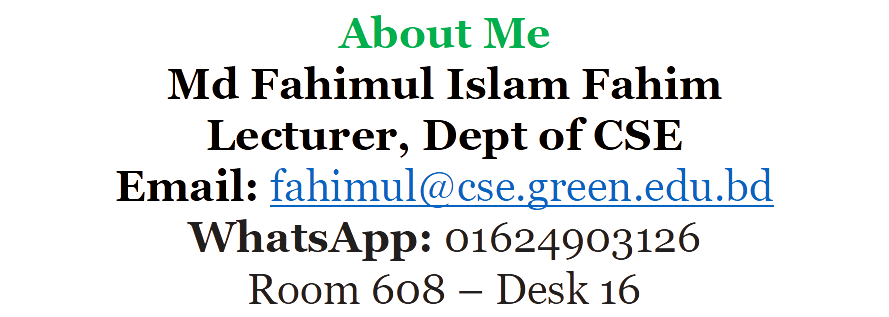 About Me
Md Fahimul Islam Fahim
Lecturer, Dept of CSE
Email: fahimul@cse.green.edu.bd
WhatsApp: 01624903126
Room 608 – Desk 16